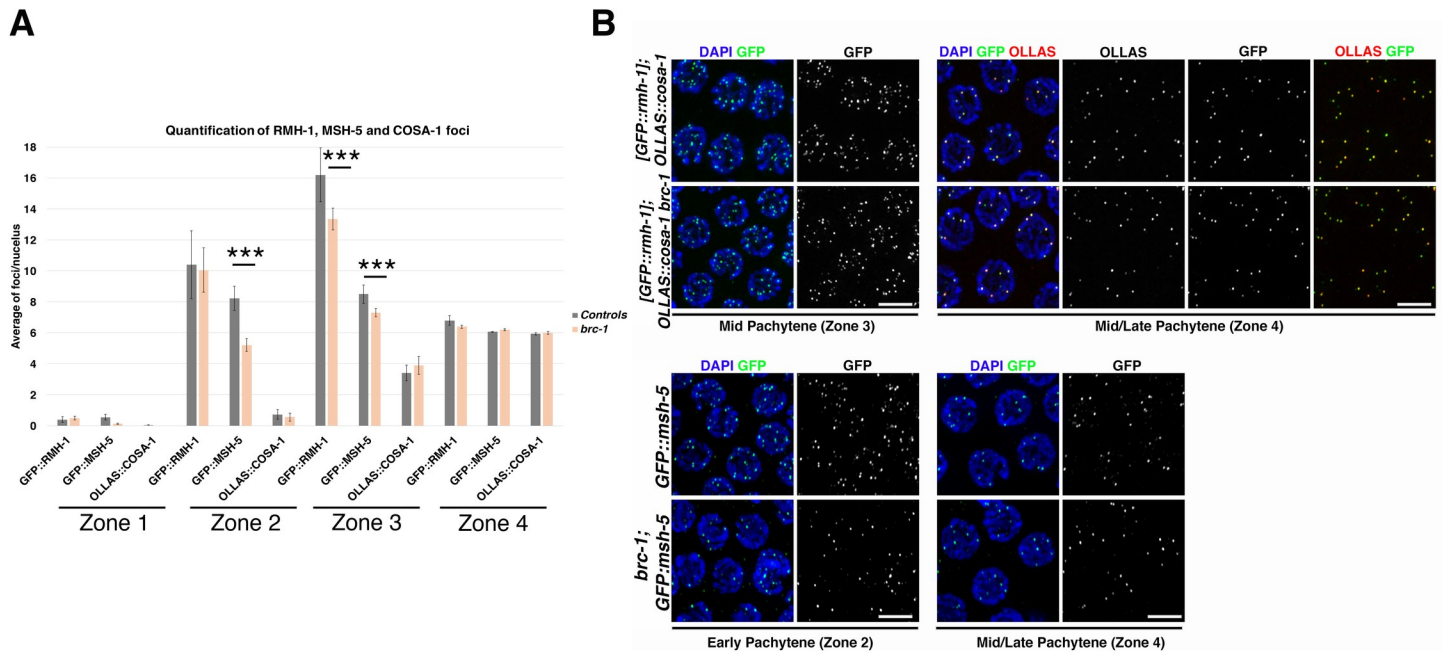 A
Quantification of RMH-1, MSH-5 and COSA-1 foci
Average of foci/nucelus
18
16
14
12
10
8
6
4
2
0
***
***
***
Controls
brc-1
GFP::RMH-1
GFP::MSH-5
OLLAS::COSA-1
GFP::RMH-1
GFP::MSH-5
OLLAS::COSA-1
GFP::RMH-1
GFP::MSH-5
OLLAS::COSA-1
GFP::RMH-1
GFP::MSH-5
OLLAS::COSA-1
Zone 1
Zone 2
Zone 3
Zone 4
B
DAPI GFP
GFP
DAPI GFP OLLAS
OLLAS
GFP
OLLAS GFP
[GFP::rmh-1];
OLLAS::cosa-1
[GFP::rmh-1];
OLLAS::cosa-1 brc-1
Mid Pachytene (Zone 3)
Mid/Late Pachytene (Zone 4)
DAPI GFP
GFP
DAPI GFP
GFP
GFP::msh-5
brc-1;
GFP:msh-5
Early Pachytene (Zone 2)
Mid/Late Pachytene (Zone 4)